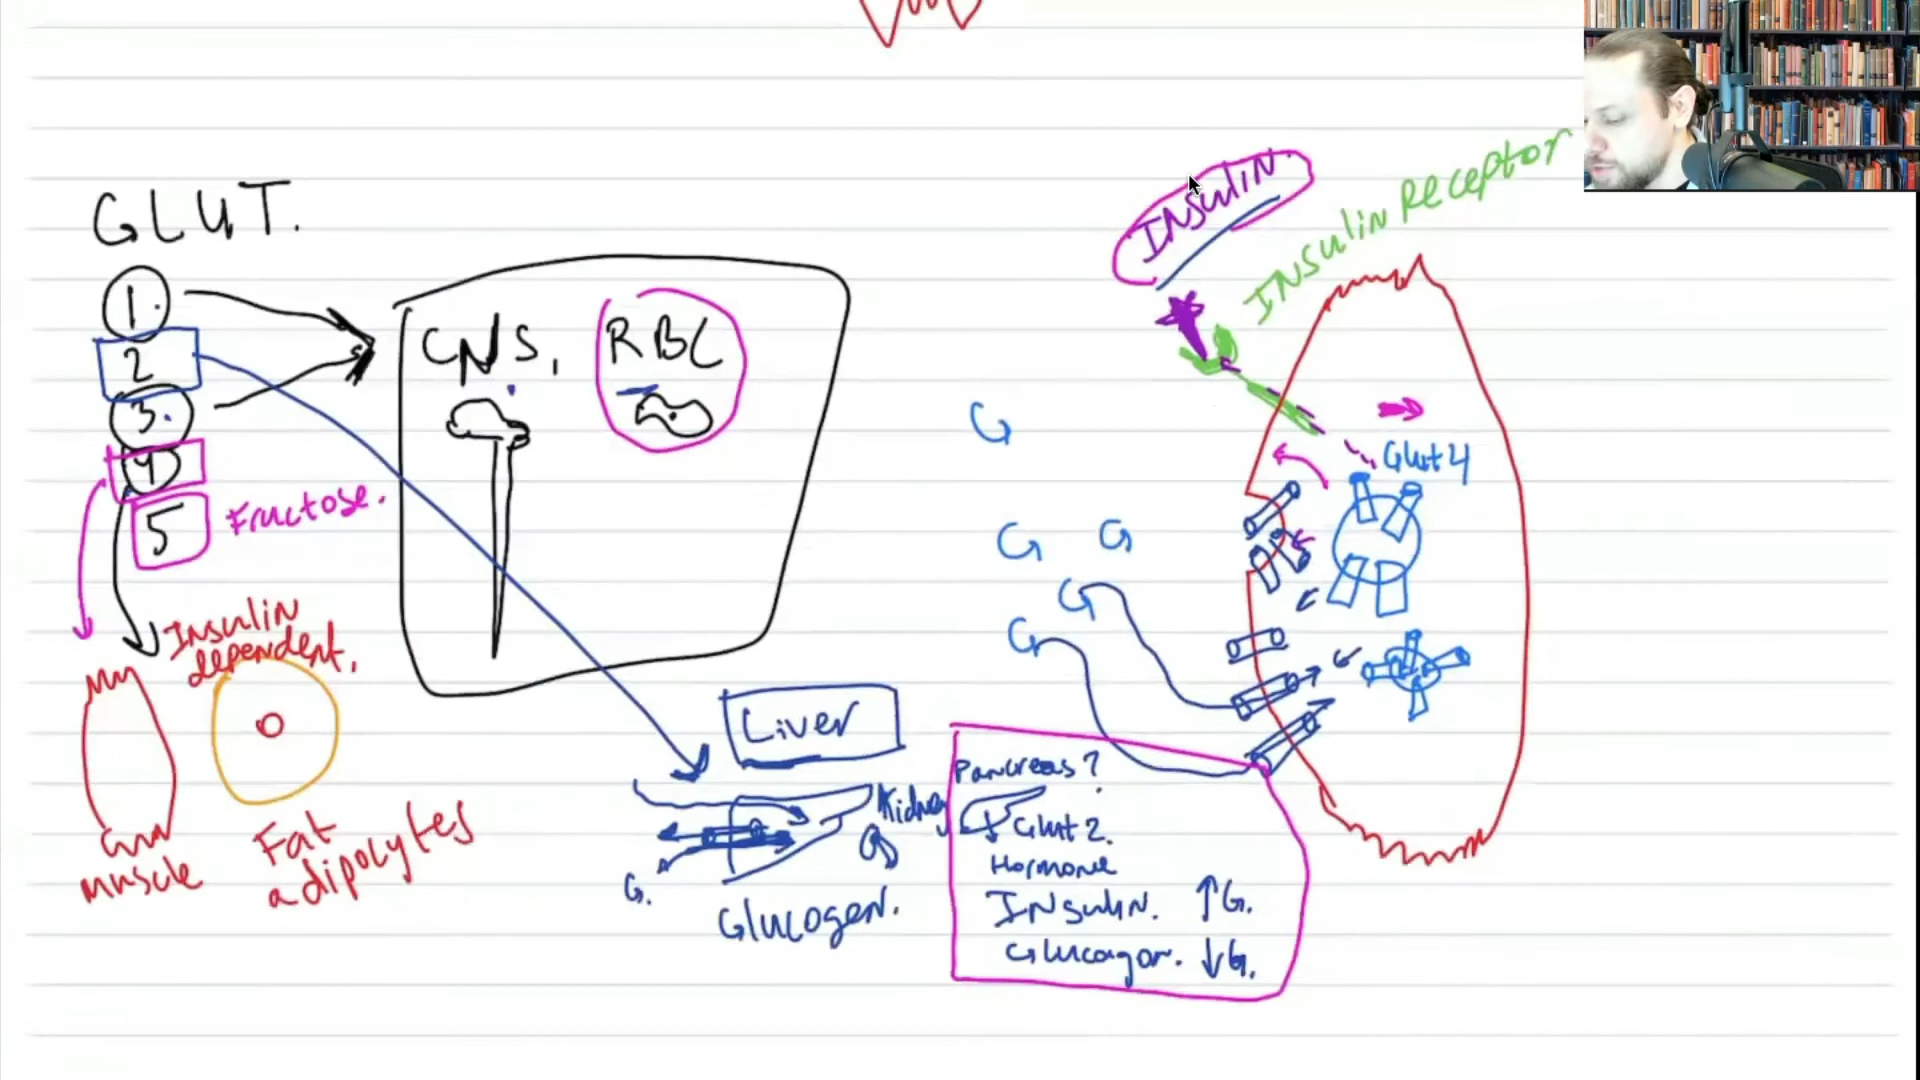 GLUT.
1.
2
3.
4
5
Fructose.
CNS,
RBC
Insulin
dependent.
muscle
Fat
adipocytes
Liver
Kidney
G.
Glucogen.
Insulin
Insulin Receptor
Glut 4
G
G
G
G
G
Pancreas?
Glut 2.
Hormone
Insulin. ↑G.
Glucagon. ↓G.